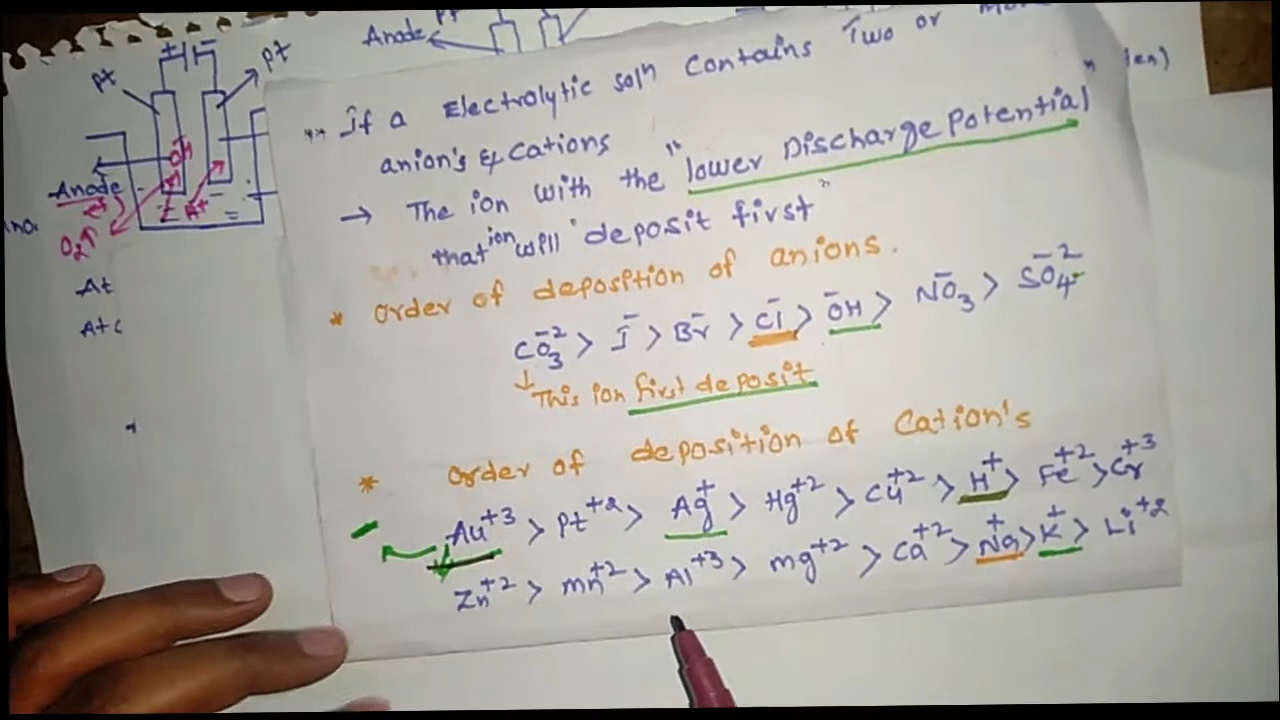 Anode
pt
pt
+ -
** If a Electrolytic solⁿ contains Two or
anion's & Cations
→ The ion with the "lower Discharge Potential"
that ion will deposit first"
* order of deposition of anions.
CO₃⁻² > I⁻ > Br⁻ > Cl⁻ > OH⁻ > NO₃⁻ > SO₄⁻²
↓ This ion first deposit
* order of deposition of Cation's
Au⁺³ > Pt⁺² > Ag⁺ > Hg⁺² > Cu⁺² > H⁺ > Fe⁺² > Cr⁺³
Zn⁺² > mn⁺² > Al⁺³ > mg⁺² > Ca⁺² > Na⁺ > K⁺ > Li⁺²
OH⁻
Anode
A+
O₂↑
At